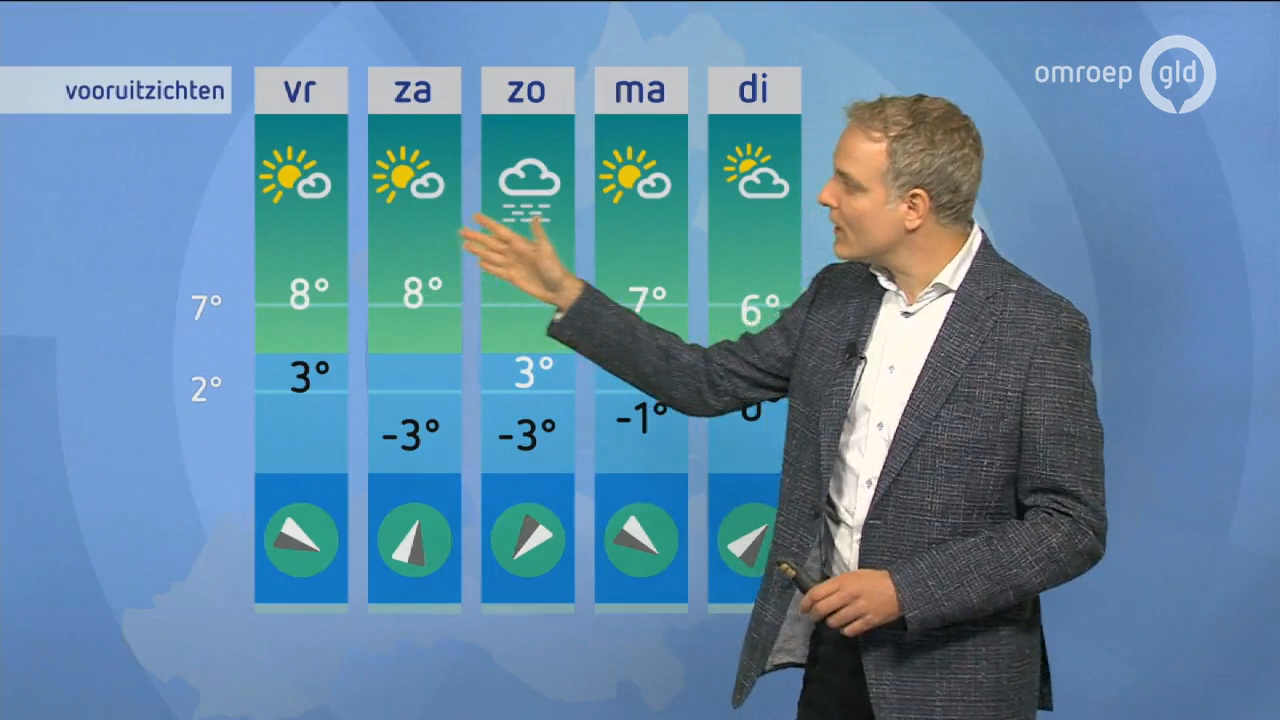 omroep gld
vooruitzichten vr za zo ma di
8° 8° 7° 6°
7°
3° 3°
2°
-3° -3° -1° 0°